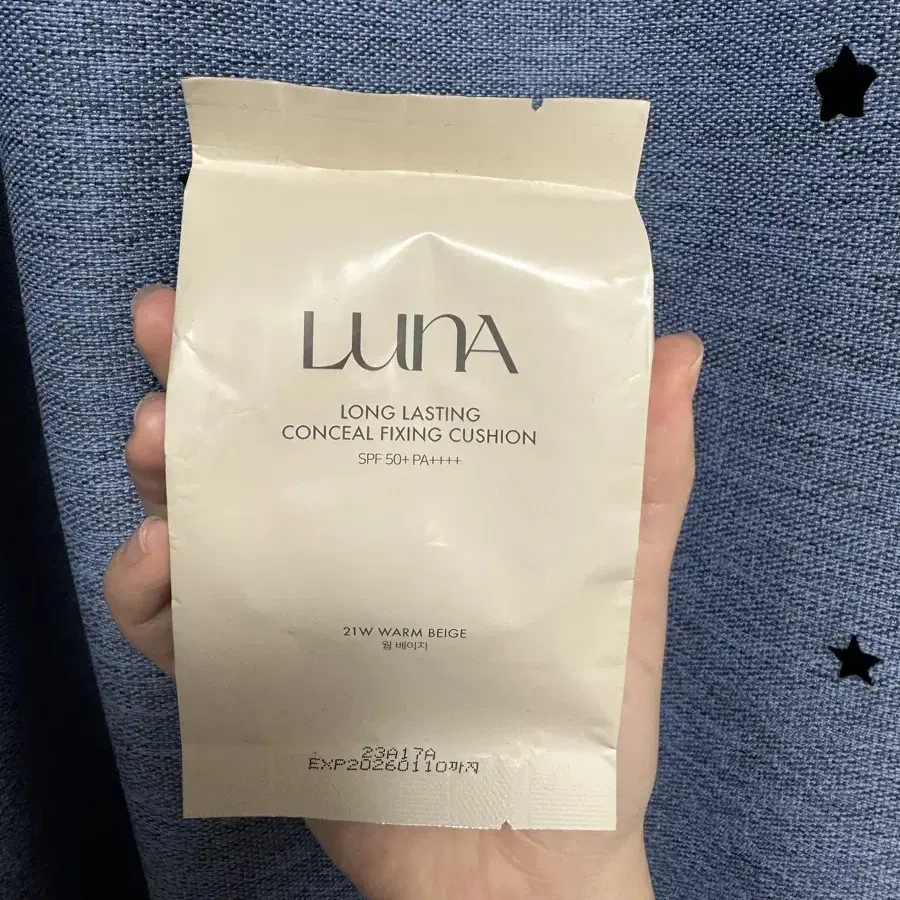 LUNA
LONG LASTING
CONCEAL FIXING CUSHION
SPF 50+ PA++++
21W WARM BEIGE
웜 베이지
23A17A
EXP20260110까지